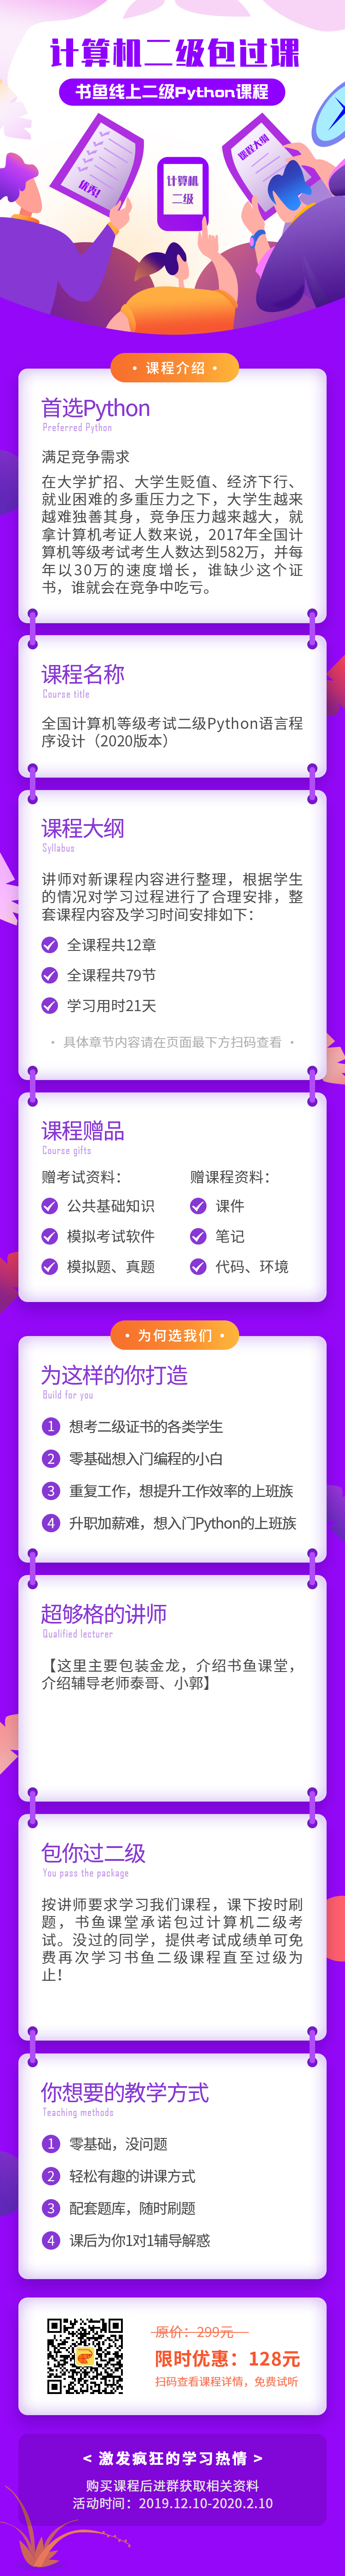 计算机二级包过课
书鱼线上二级Python课程
优秀!
计算机
二级
课程大纲
• 课程介绍 •
首选Python
Preferred Python
满足竞争需求
在大学扩招、大学生贬值、经济下行、
就业困难的多重压力之下，大学生越来
越难独善其身，竞争压力越来越大，就
拿计算机考证人数来说，2017年全国计
算机等级考试考生人数达到582万，并每
年以30万的速度增长，谁缺少这个证
书，谁就会在竞争中吃亏。
课程名称
Course title
全国计算机等级考试二级Python语言程
序设计（2020版本）
课程大纲
Syllabus
讲师对新课程内容进行整理，根据学生
的情况对学习过程进行了合理安排，整
套课程内容及学习时间安排如下：
全课程共12章
全课程共79节
学习用时21天
• 具体章节内容请在页面最下方扫码查看 •
课程赠品
Course gifts
赠考试资料：
公共基础知识
模拟考试软件
模拟题、真题
赠课程资料：
课件
笔记
代码、环境
• 为何选我们 •
为这样的你打造
Build for you
1 想考二级证书的各类学生
2 零基础想入门编程的小白
3 重复工作，想提升工作效率的上班族
4 升职加薪难，想入门Python的上班族
超够格的讲师
Qualified lecturer
【这里主要包装金龙，介绍书鱼课堂，
介绍辅导老师泰哥、小郭】
包你过二级
You pass the package
按讲师要求学习我们课程，课下按时刷
题，书鱼课堂承诺包过计算机二级考
试。没过的同学，提供考试成绩单可免
费再次学习书鱼二级课程直至过级为
止！
你想要的教学方式
Teaching methods
1 零基础，没问题
2 轻松有趣的讲课方式
3 配套题库，随时刷题
4 课后为你1对1辅导解惑
原价：299元
限时优惠：128元
扫码查看课程详情，免费试听
< 激发疯狂的学习热情 >
购买课程后进群获取相关资料
活动时间：2019.12.10-2020.2.10